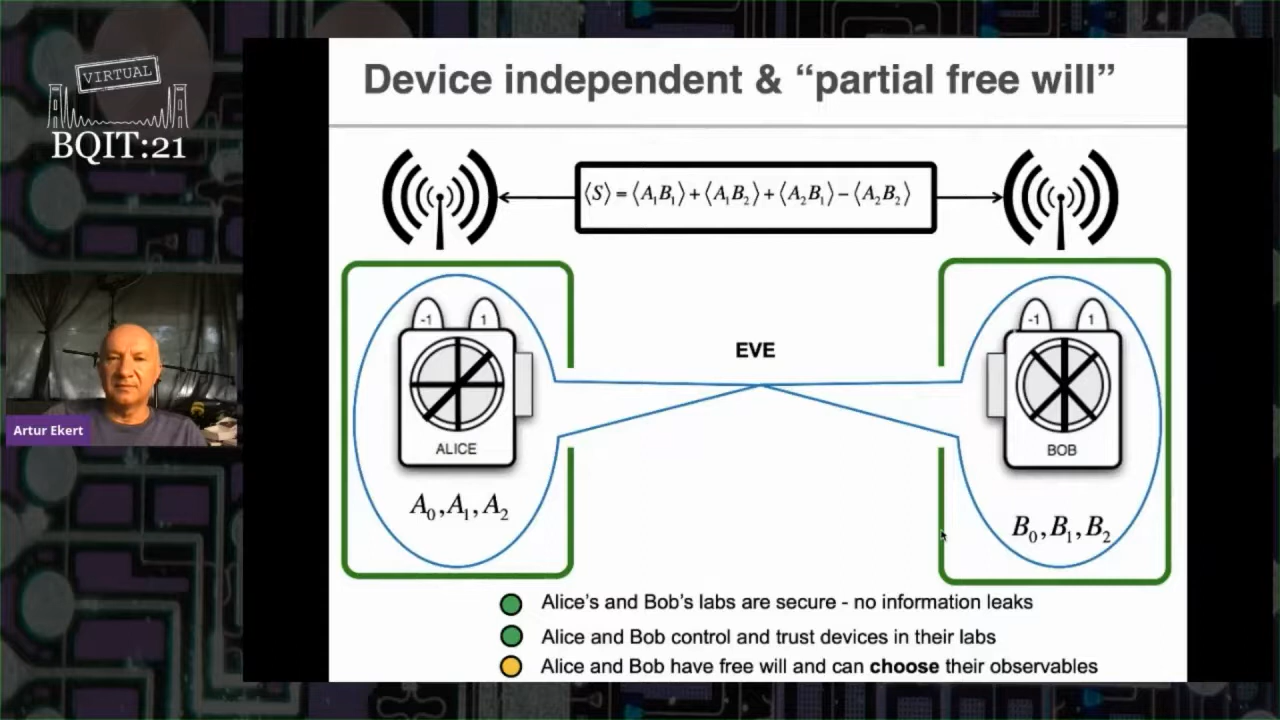 VIRTUAL
BQIT:21
Artur Ekert
Device independent & “partial free will”
⟨S⟩ = ⟨A₁B₁⟩ + ⟨A₁B₂⟩ + ⟨A₂B₁⟩ − ⟨A₂B₂⟩
-1 1
ALICE
A₀, A₁, A₂
EVE
-1 1
BOB
B₀, B₁, B₂
Alice’s and Bob’s labs are secure - no information leaks
Alice and Bob control and trust devices in their labs
Alice and Bob have free will and can choose their observables